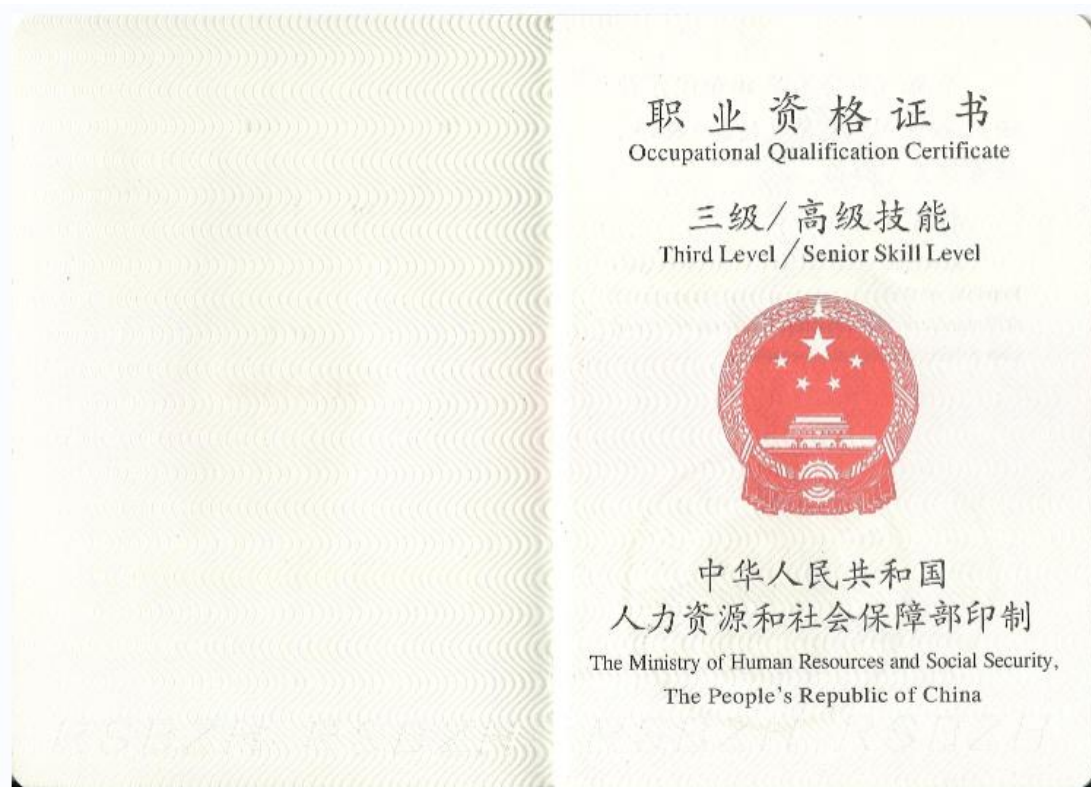 职业资格证书
Occupational Qualification Certificate
三级/高级技能
Third Level/Senior Skill Level
中华人民共和国
人力资源和社会保障部印制
The Ministry of Human Resources and Social Security,
The People's Republic of China